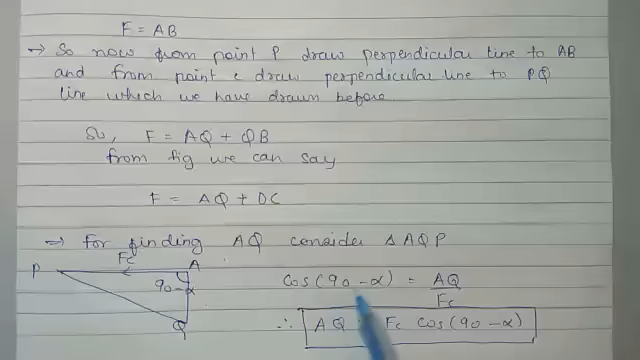 F = AB
→ So now from point P draw perpendicular line to AB
and from point c draw perpendicular line to PQ
line which we have drawn before
So, F = AQ + QB
from fig we can say
F = AQ + DC
→ For finding AQ consider Δ AQP
P Fc A
90-α
Q
Cos(90-α) = AQ / Fc
∴ AQ Fc Cos(90-α)